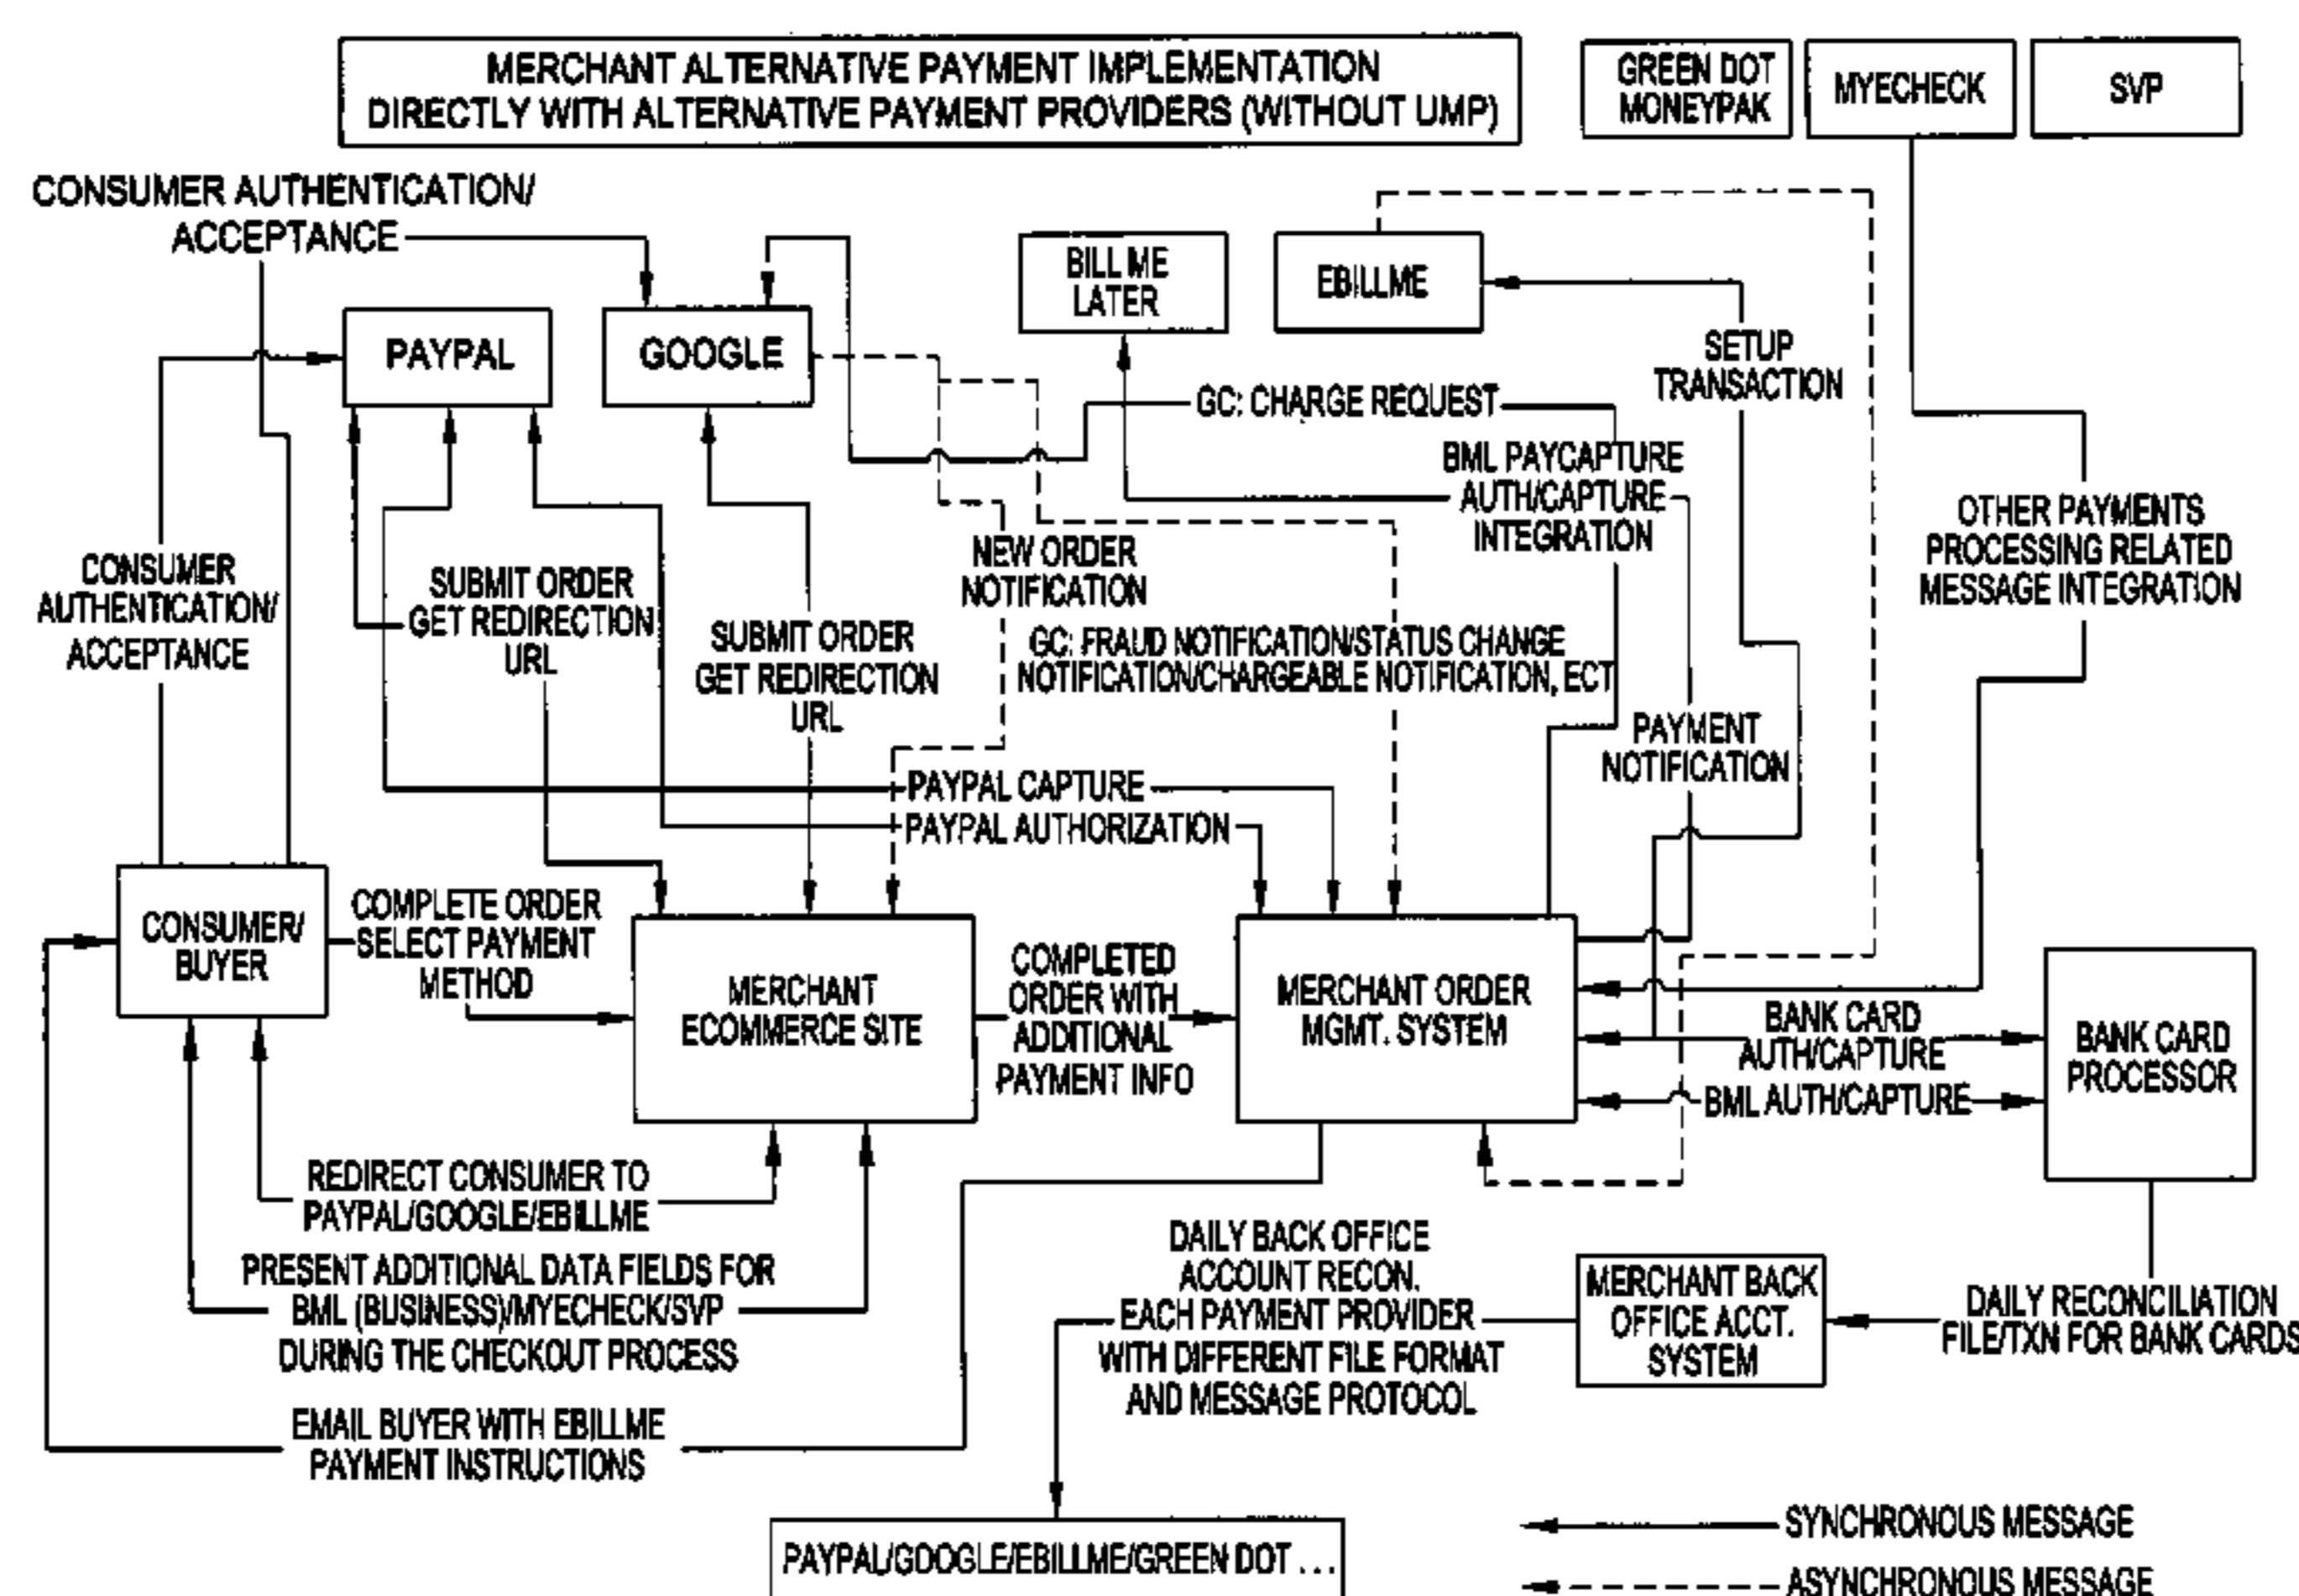 MERCHANT ALTERNATIVE PAYMENT IMPLEMENTATION
DIRECTLY WITH ALTERNATIVE PAYMENT PROVIDERS (WITHOUT UMP)
GREEN DOT
MONEYPAK
MYECHECK
SVP
CONSUMER AUTHENTICATION/
ACCEPTANCE
BILL ME
LATER
EBILLME
PAYPAL
GOOGLE
SETUP
TRANSACTION
GC: CHARGE REQUEST
BML PAYCAPTURE
AUTH/CAPTURE
INTEGRATION
OTHER PAYMENTS
PROCESSING RELATED
MESSAGE INTEGRATION
CONSUMER
AUTHENTICATION/
ACCEPTANCE
SUBMIT ORDER
GET REDIRECTION
URL
SUBMIT ORDER
GET REDIRECTION
URL
NEW ORDER
NOTIFICATION
GC: FRAUD NOTIFICATION/STATUS CHANGE
NOTIFICATION/CHARGEABLE NOTIFICATION, ECT
PAYMENT
NOTIFICATION
PAYPAL CAPTURE
PAYPAL AUTHORIZATION
CONSUMER/
BUYER
COMPLETE ORDER
SELECT PAYMENT
METHOD
MERCHANT
ECOMMERCE SITE
COMPLETED
ORDER WITH
ADDITIONAL
PAYMENT INFO
MERCHANT ORDER
MGMT. SYSTEM
BANK CARD
AUTH/CAPTURE
BML AUTH/CAPTURE
BANK CARD
PROCESSOR
REDIRECT CONSUMER TO
PAYPAL/GOOGLE/EBILLME
PRESENT ADDITIONAL DATA FIELDS FOR
BML (BUSINESS)/MYECHECK/SVP
DURING THE CHECKOUT PROCESS
EMAIL BUYER WITH EBILLME
PAYMENT INSTRUCTIONS
DAILY BACK OFFICE
ACCOUNT RECON.
EACH PAYMENT PROVIDER
WITH DIFFERENT FILE FORMAT
AND MESSAGE PROTOCOL
MERCHANT BACK
OFFICE ACCT.
SYSTEM
DAILY RECONCILIATION
FILE/TXN FOR BANK CARDS
PAYPAL/GOOGLE/EBILLME/GREEN DOT . . .
SYNCHRONOUS MESSAGE
ASYNCHRONOUS MESSAGE